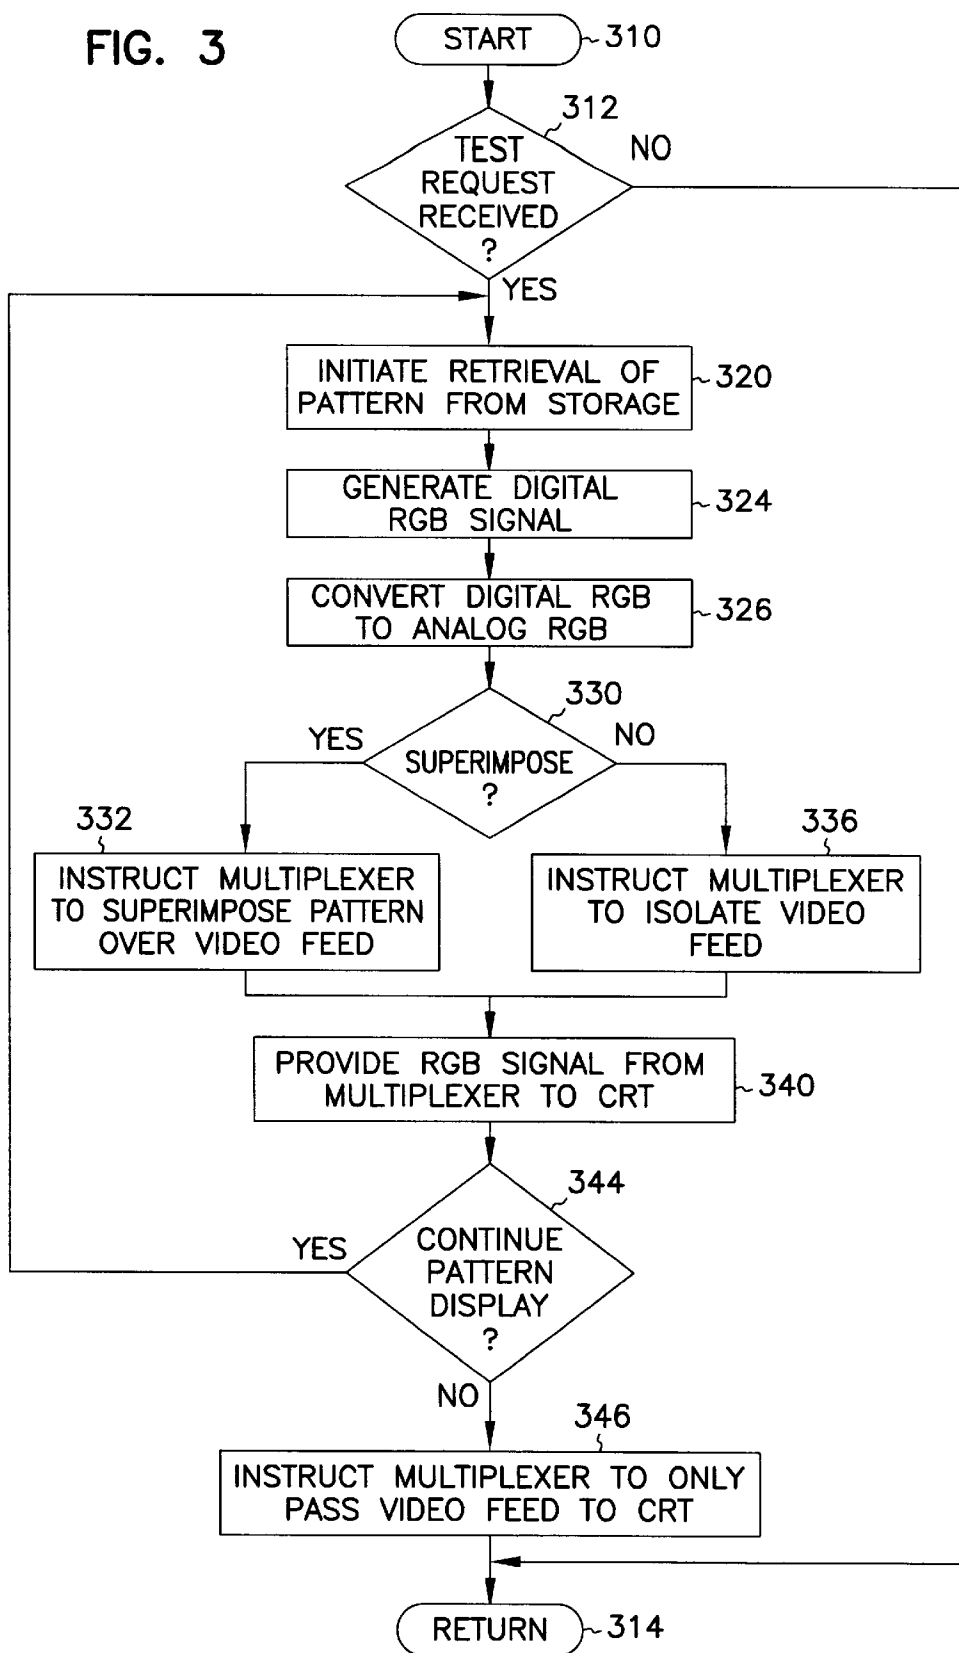 FIG. 3
START
310
312
TEST
REQUEST
RECEIVED
?
NO
YES
INITIATE RETRIEVAL OF
PATTERN FROM STORAGE
320
GENERATE DIGITAL
RGB SIGNAL
324
CONVERT DIGITAL RGB
TO ANALOG RGB
326
330
YES
NO
SUPERIMPOSE
?
332
336
INSTRUCT MULTIPLEXER
TO SUPERIMPOSE PATTERN
OVER VIDEO FEED
INSTRUCT MULTIPLEXER
TO ISOLATE VIDEO
FEED
PROVIDE RGB SIGNAL FROM
MULTIPLEXER TO CRT
340
344
YES
CONTINUE
PATTERN
DISPLAY
?
NO
346
INSTRUCT MULTIPLEXER TO ONLY
PASS VIDEO FEED TO CRT
RETURN
314